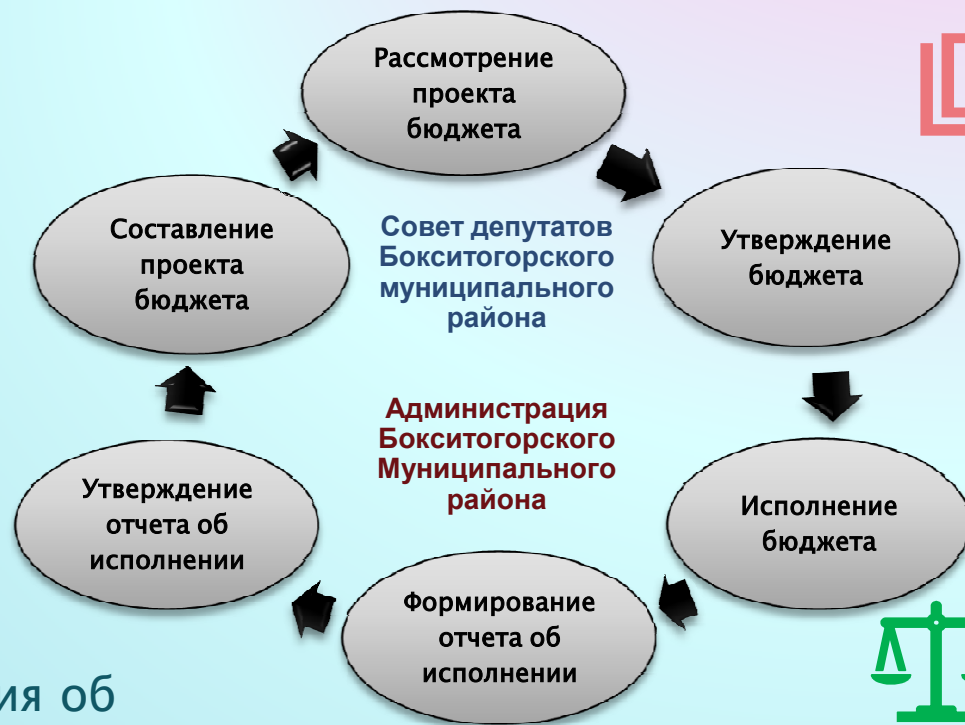 Рассмотрение
проекта
бюджета
Составление
проекта
бюджета
Совет депутатов
Бокситогорского
муниципального
района
Утверждение
бюджета
Администрация
Бокситогорского
Муниципального
района
Утверждение
отчета об
исполнении
Исполнение
бюджета
Формирование
отчета об
исполнении
ия об